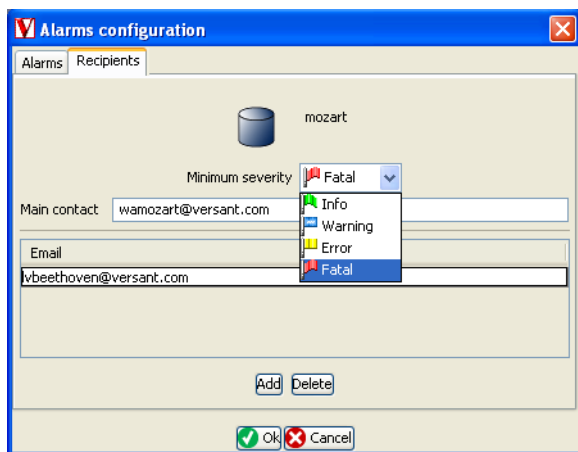 Alarms configuration
Alarms Recipients
mozart
Minimum severity Fatal
Info
Main contact wamozart@versant.com
Warning
Error
Email
Fatal
lvbeethoven@versant.com
Add Delete
Ok Cancel